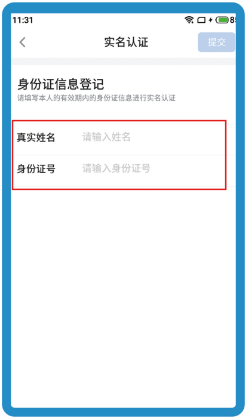 11:31
实名认证
提交
身份证信息登记
请填写本人的有效期内的身份证信息进行实名认证
真实姓名 请输入姓名
身份证号 请输入身份证号